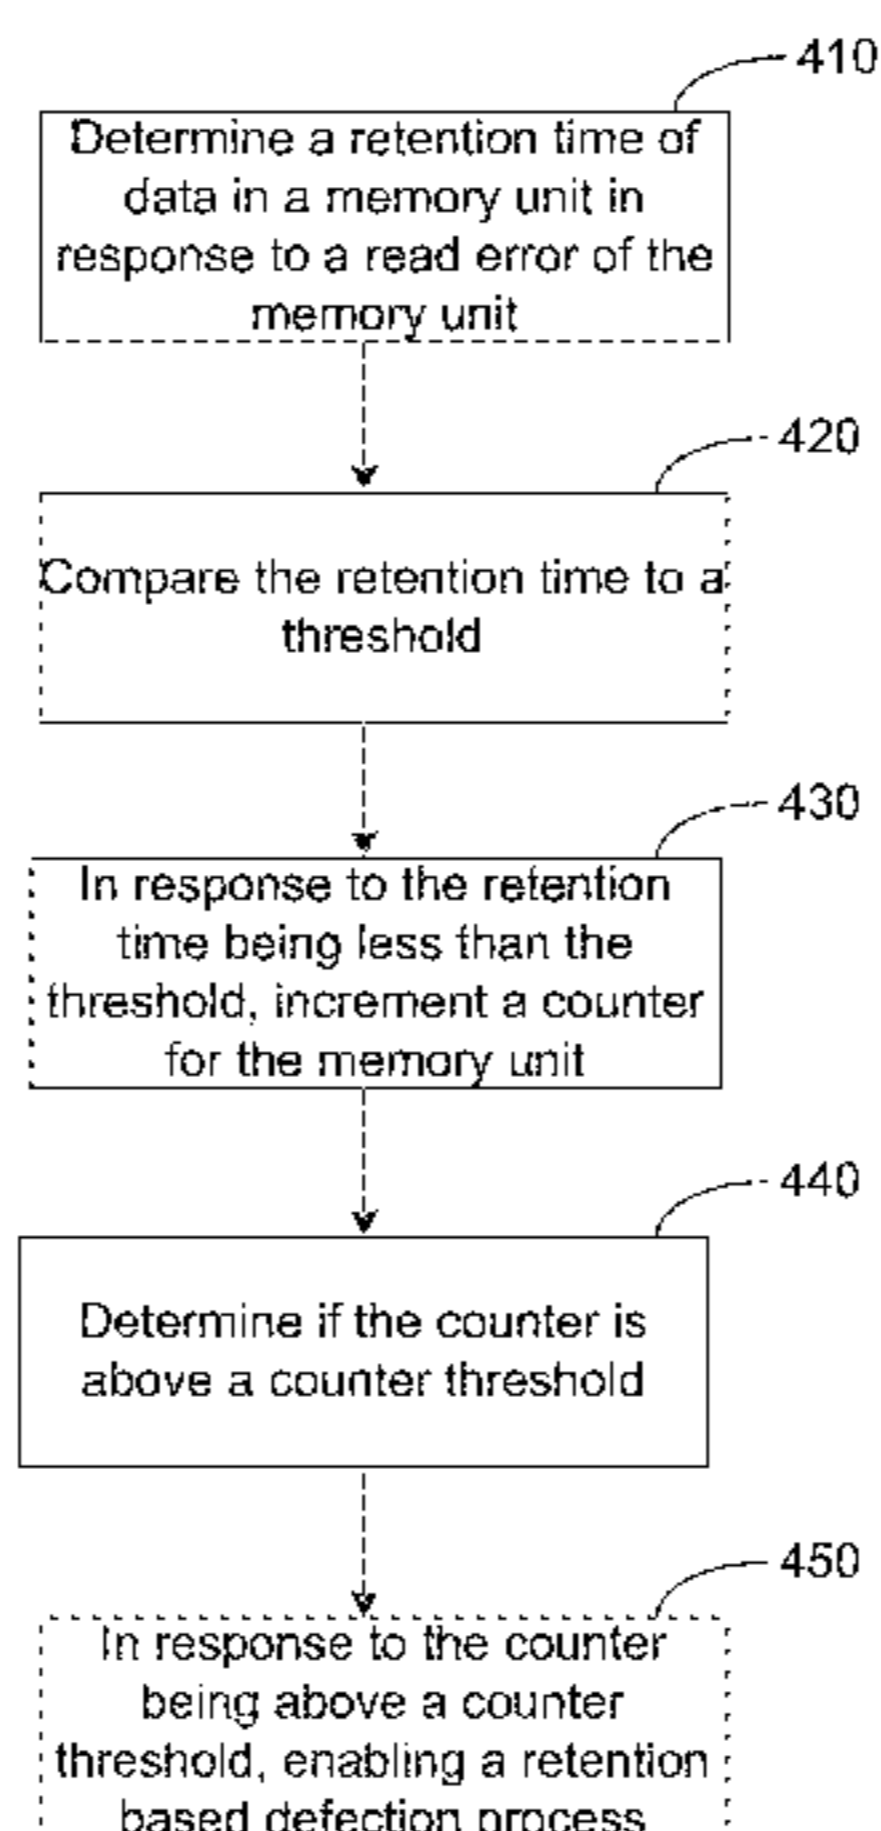 410
Determine a retention time of
data in a memory unit in
response to a read error of the
memory unit
420
Compare the retention time to a
threshold
430
In response to the retention
time being less than the
threshold, increment a counter
for the memory unit
440
Determine if the counter is
above a counter threshold
450
In response to the counter
being above a counter
threshold, enabling a retention
based defection process